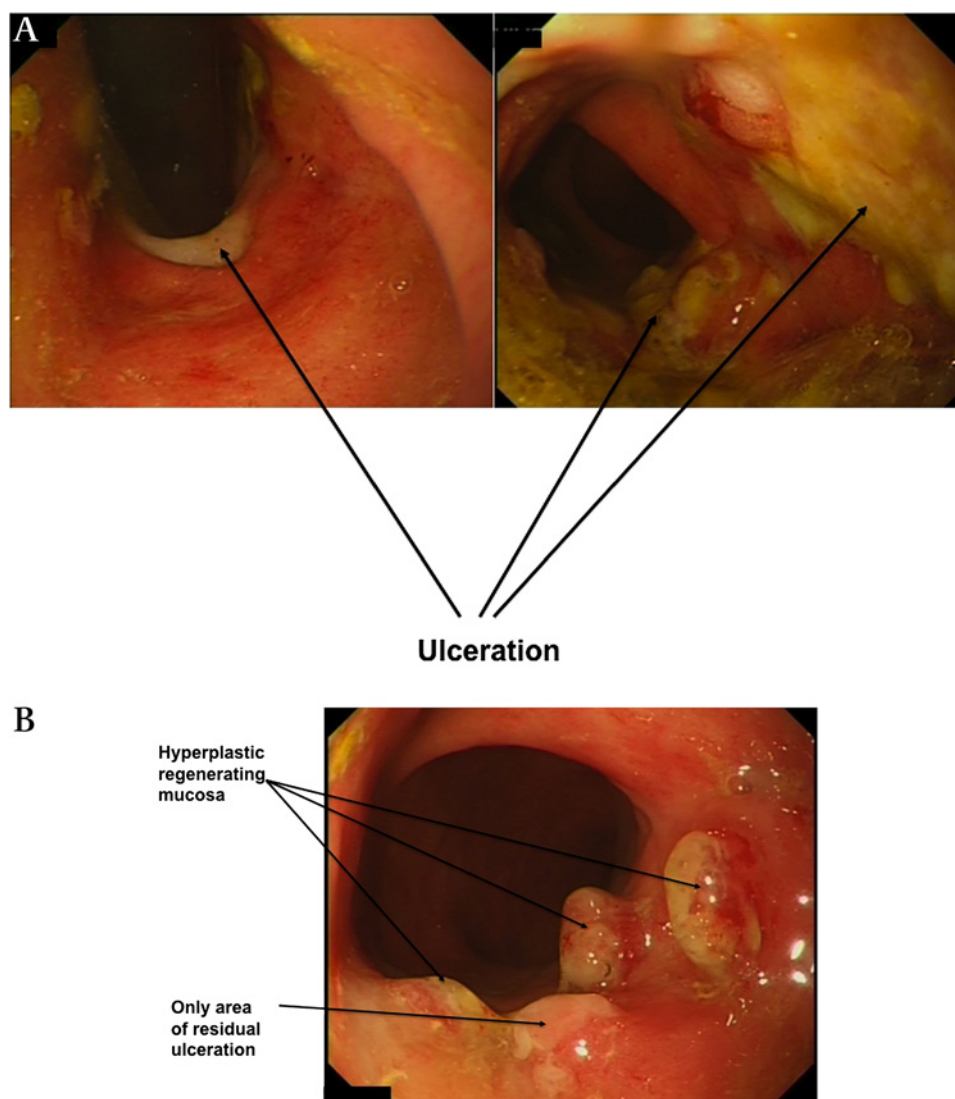 A
Ulceration
B
Hyperplastic
regenerating
mucosa
Only area
of residual
ulceration